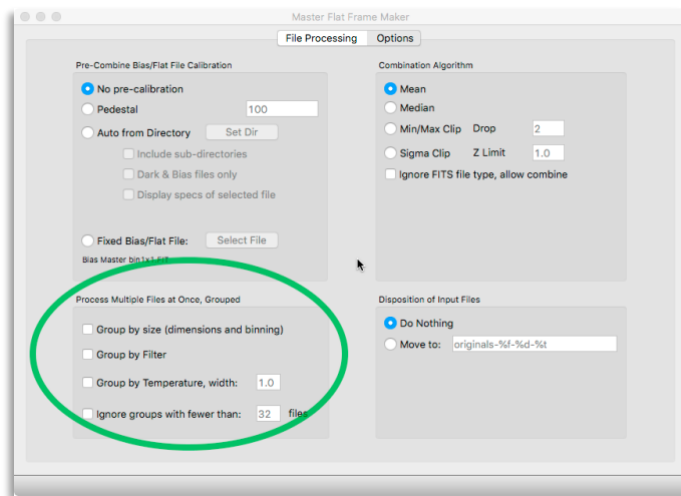 Master Flat Frame Maker
File Processing Options
Pre-Combine Bias/Flat File Calibration
No pre-calibration
Pedestal 100
Auto from Directory Set Dir
Include sub-directories
Dark & Bias files only
Display specs of selected file
Fixed Bias/Flat File: Select File
Bias Master bin1x1.FIT
Combination Algorithm
Mean
Median
Min/Max Clip Drop 2
Sigma Clip Z Limit 1.0
Ignore FITS file type, allow combine
Process Multiple Files at Once, Grouped
Group by size (dimensions and binning)
Group by Filter
Group by Temperature, width: 1.0
Ignore groups with fewer than: 32 files
Disposition of Input Files
Do Nothing
Move to: originals-%f-%d-%t